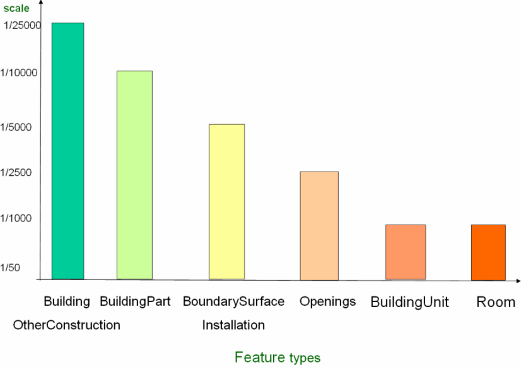 scale
1/25000
1/10000
1/5000
1/2500
1/1000
1/50
Building BuildingPart BoundarySurface Openings BuildingUnit Room
OtherConstruction Installation
Feature types